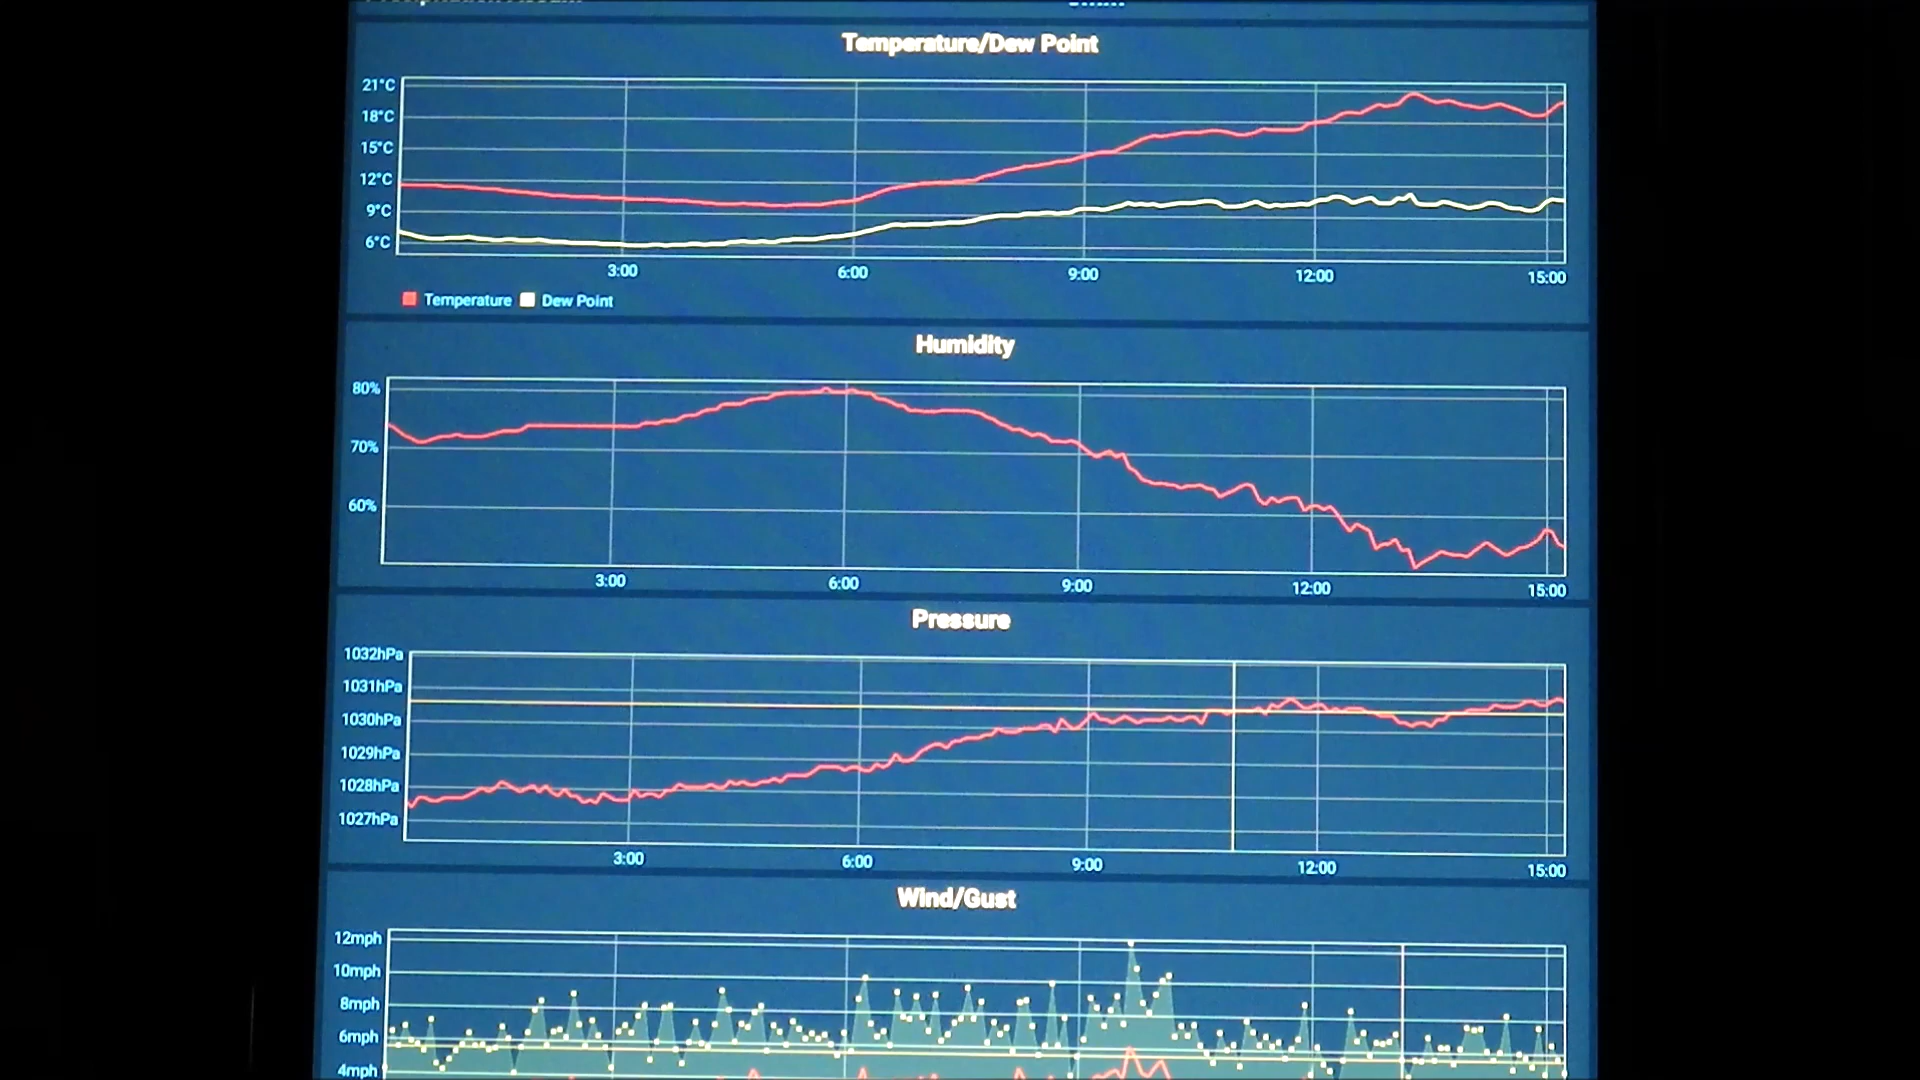 Temperature/Dew Point
21°C
18°C
15°C
12°C
9°C
6°C
3:00 6:00 9:00 12:00 15:00
Temperature Dew Point
Humidity
80%
70%
60%
3:00 6:00 9:00 12:00 15:00
Pressure
1032hPa
1031hPa
1030hPa
1029hPa
1028hPa
1027hPa
3:00 6:00 9:00 12:00 15:00
Wind/Gust
12mph
10mph
8mph
6mph
4mph